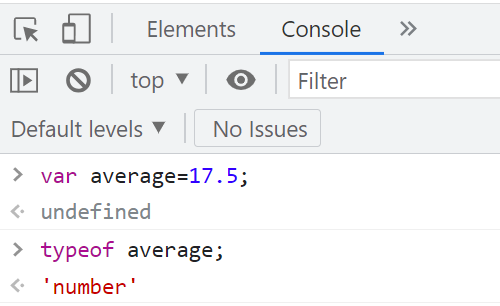 Elements Console
top Filter
Default levels No Issues
var average=17.5;
undefined
typeof average;
'number'